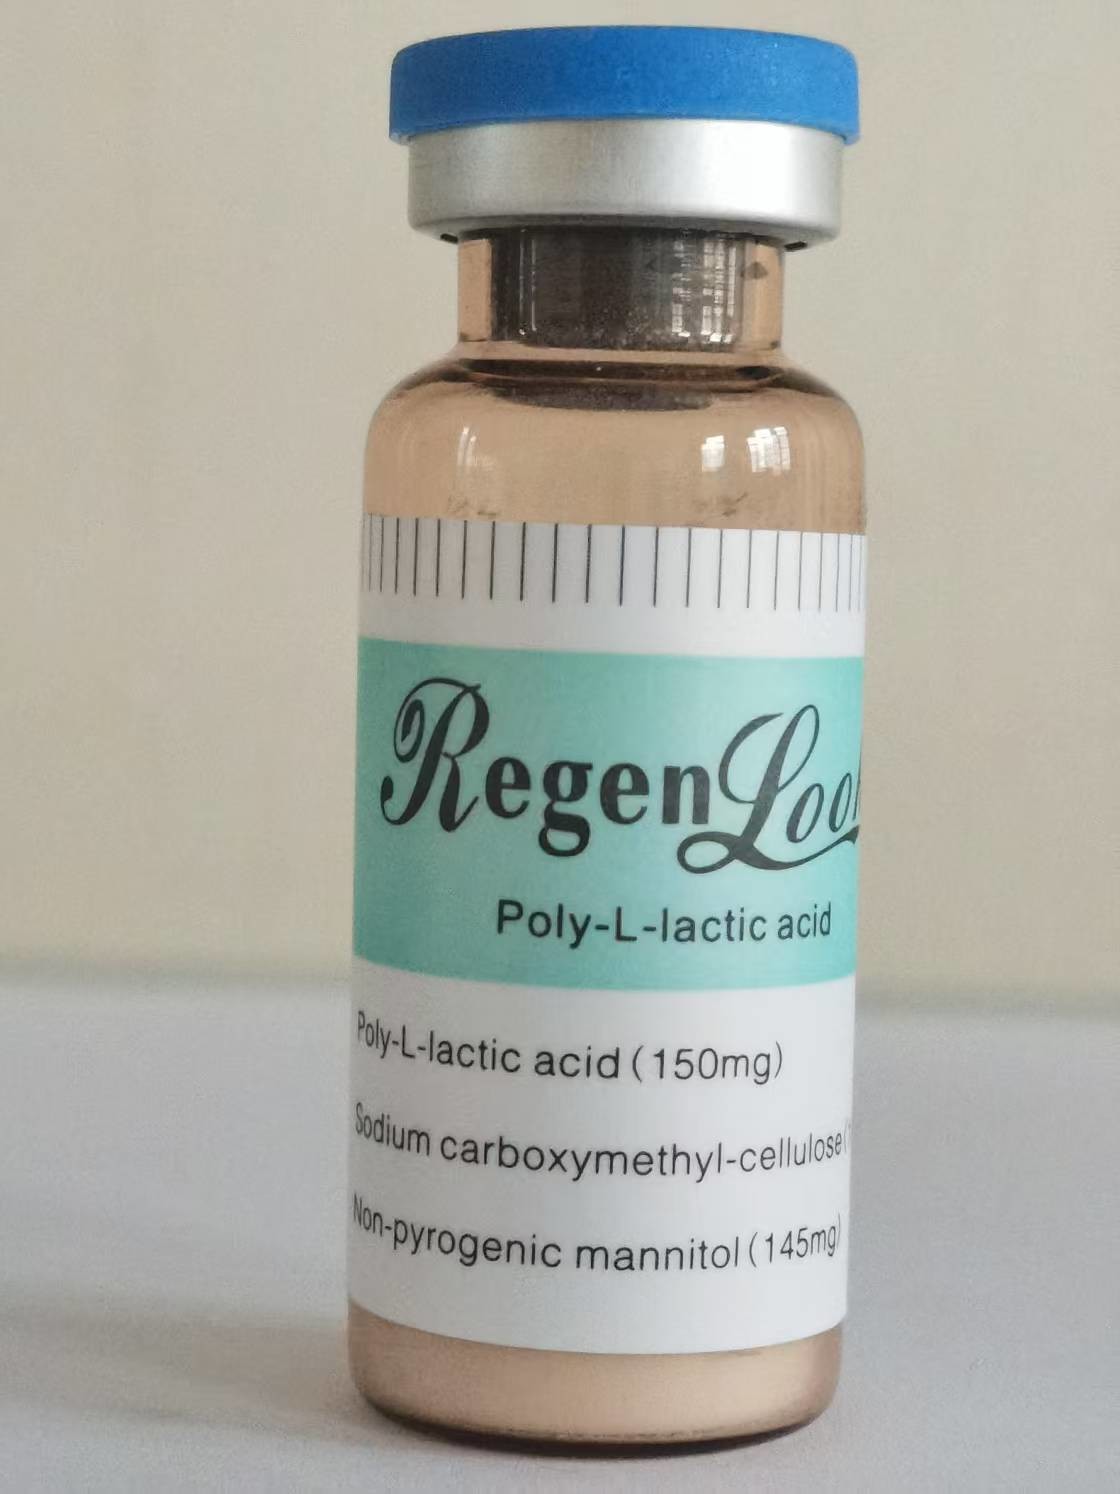 RegenLook
Poly-L-lactic acid
Poly-L-lactic acid (150mg)
Sodium carboxymethyl-cellulose(
Non-pyrogenic mannitol (145mg)